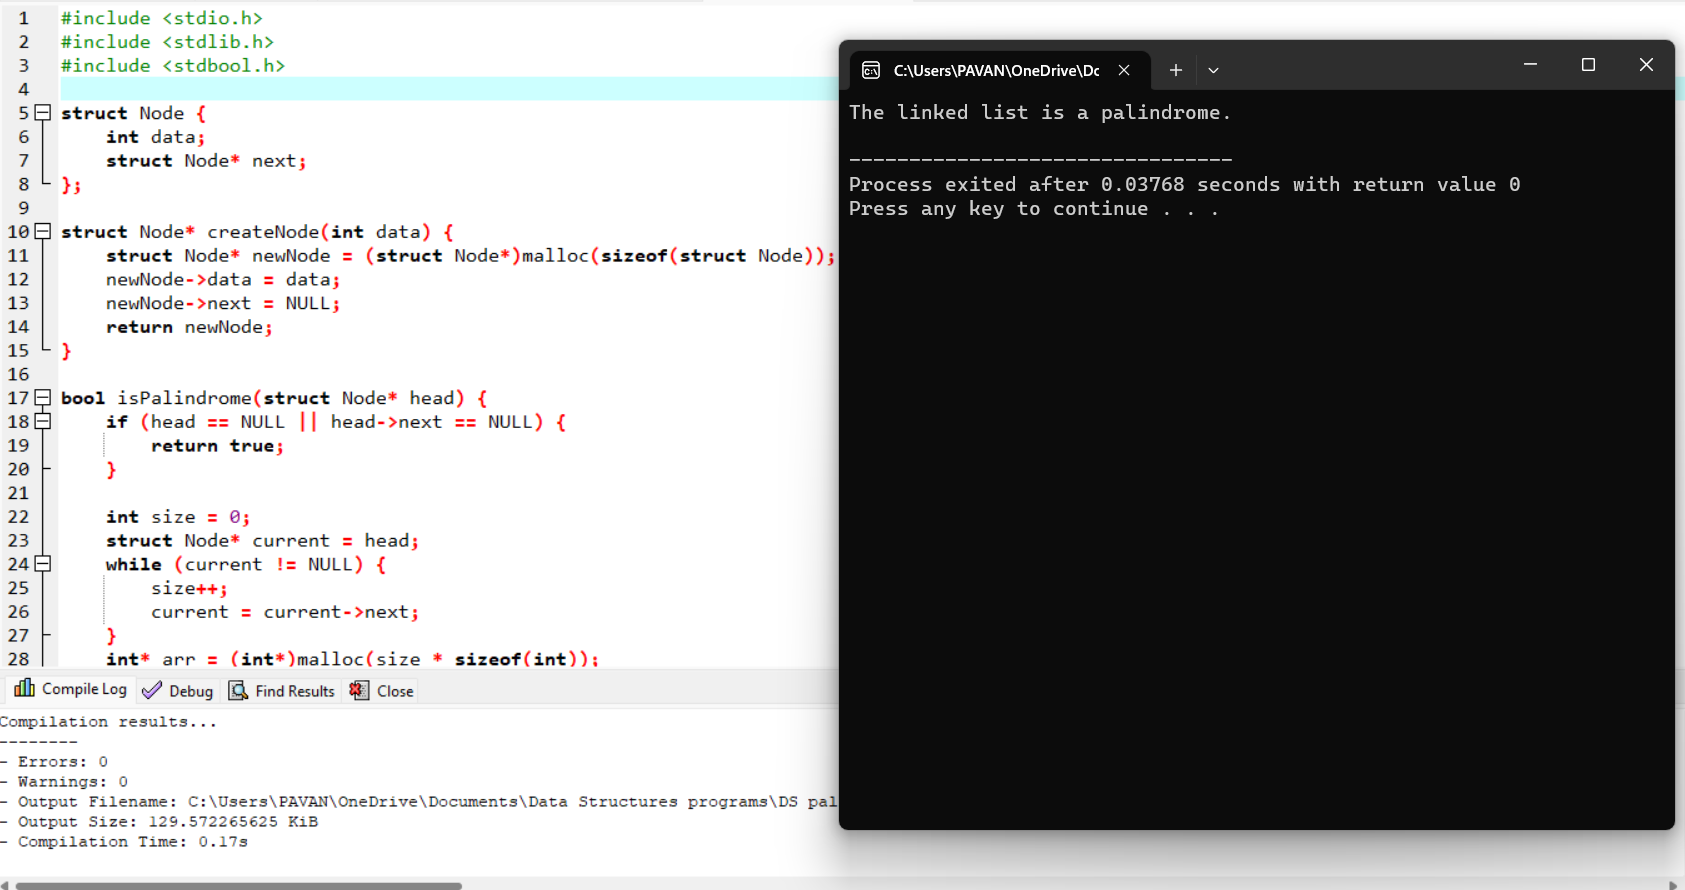 1 #include <stdio.h>
2 #include <stdlib.h>
3 #include <stdbool.h>
4
5 struct Node {
6     int data;
7     struct Node* next;
8 };
9
10 struct Node* createNode(int data) {
11     struct Node* newNode = (struct Node*)malloc(sizeof(struct Node));
12     newNode->data = data;
13     newNode->next = NULL;
14     return newNode;
15 }
16
17 bool isPalindrome(struct Node* head) {
18     if (head == NULL || head->next == NULL) {
19         return true;
20     }
21
22     int size = 0;
23     struct Node* current = head;
24     while (current != NULL) {
25         size++;
26         current = current->next;
27     }
28     int* arr = (int*)malloc(size * sizeof(int));
Compile Log Debug Find Results Close
Compilation results...
--------
- Errors: 0
- Warnings: 0
- Output Filename: C:\Users\PAVAN\OneDrive\Documents\Data Structures programs\DS pal
- Output Size: 129.572265625 KiB
- Compilation Time: 0.17s
C:\Users\PAVAN\OneDrive\Dc
The linked list is a palindrome.
--------------------------------
Process exited after 0.03768 seconds with return value 0
Press any key to continue . . .